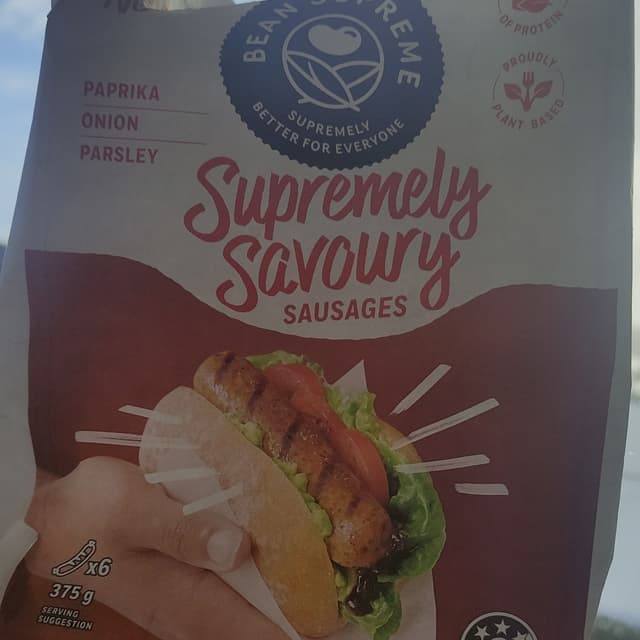 BEAN SUPREME
SUPREMELY
BETTER FOR EVERYONE
OF PROTEIN
PROUDLY
PLANT BASED
PAPRIKA
ONION
PARSLEY
Supremely
Savoury
SAUSAGES
x6
375g
SERVING
SUGGESTION